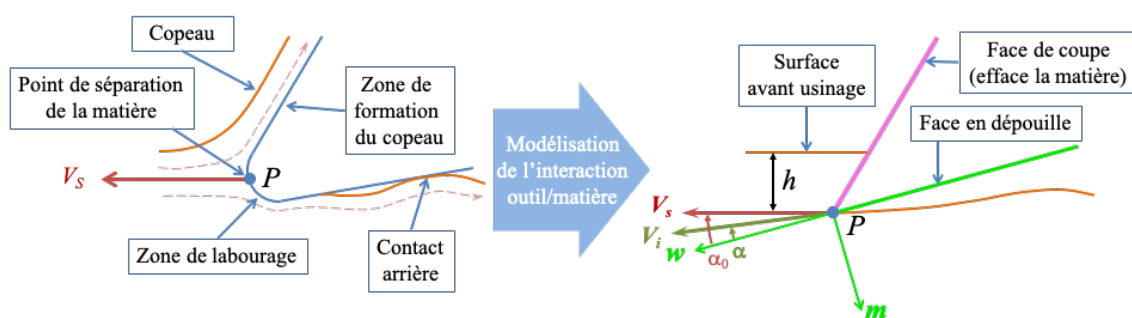 Copeau
Point de séparation
de la matière
Zone de
formation
du copeau
V_S
P
Zone de labourage
Contact
arrière
Modélisation
de l'interaction
outil/matière
Surface
avant usinage
Face de coupe
(efface la matière)
Face en dépouille
h
V_s
P
V_i
w
α_0
α
m